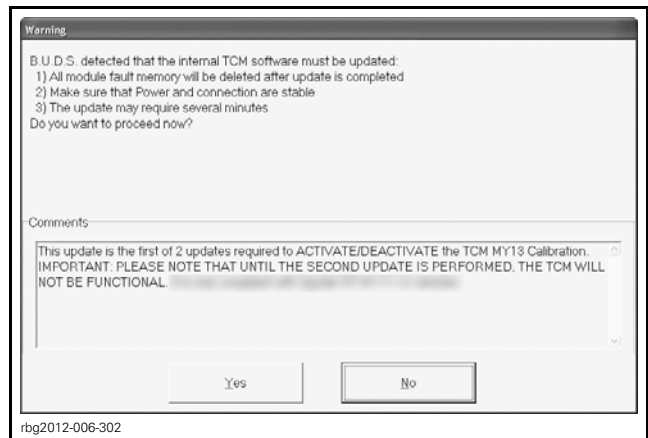 Warning
B.U.D.S. detected that the internal TCM software must be updated:
1) All module fault memory will be deleted after update is completed
2) Make sure that Power and connection are stable
3) The update may require several minutes
Do you want to proceed now?
Comments
This update is the first of 2 updates required to ACTIVATE/DEACTIVATE the TCM MY13 Calibration.
IMPORTANT: PLEASE NOTE THAT UNTIL THE SECOND UPDATE IS PERFORMED. THE TCM WILL
NOT BE FUNCTIONAL.
Yes
No
rbg2012-006-302